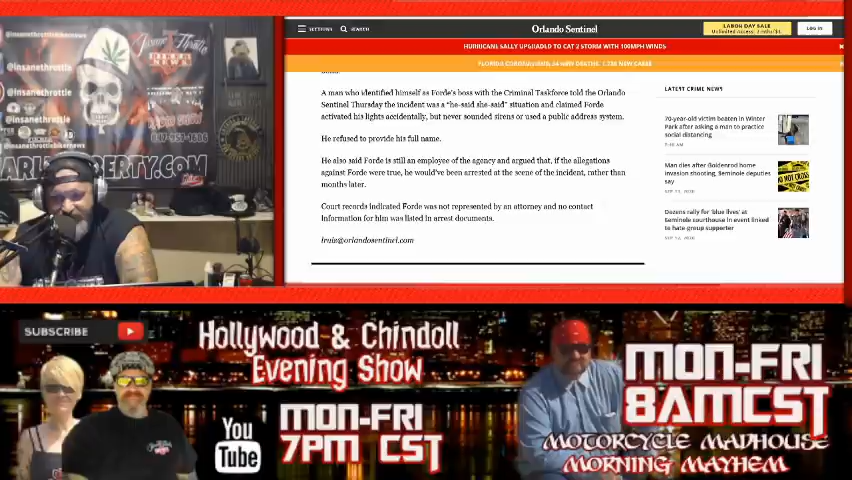 @insanethrottle
Insane Throttle
BIKER NEWS
SECTIONS
SEARCH
Orlando Sentinel
LABOR DAY SALE
LOG IN
HURRICANE SALLY UPGRADED TO CAT 2 STORM WITH 100MPH WINDS
A man who identified himself as Forde's boss with the Criminal Taskforce told the Orlando
Sentinel Thursday the incident was a "he-said she-said" situation and claimed Forde
activated his lights accidentally, but never sounded sirens or used a public address system.
He refused to provide his full name.
He also said Forde is still an employee of the agency and argued that, if the allegations
against Forde were true, he would've been arrested at the scene of the incident, rather than
months later.
Court records indicated Forde was not represented by an attorney and no contact
information for him was listed in arrest documents.
LATEST CRIME NEWS
70-year-old victim beaten in Winter
Park after asking a man to practice
social distancing
Man dies after Goldenrod home
invasion shooting, Seminole deputies
say
Dozens rally for 'blue lives' at
Seminole courthouse in event linked
to hate group supporter
SUBSCRIBE
Hollywood & Chindoll
Evening Show
You
Tube
MON-FRI
7PM CST
MON-FRI
8AMCST
MOTORCYCLE MADHOUSE
MORNING MAYHEM